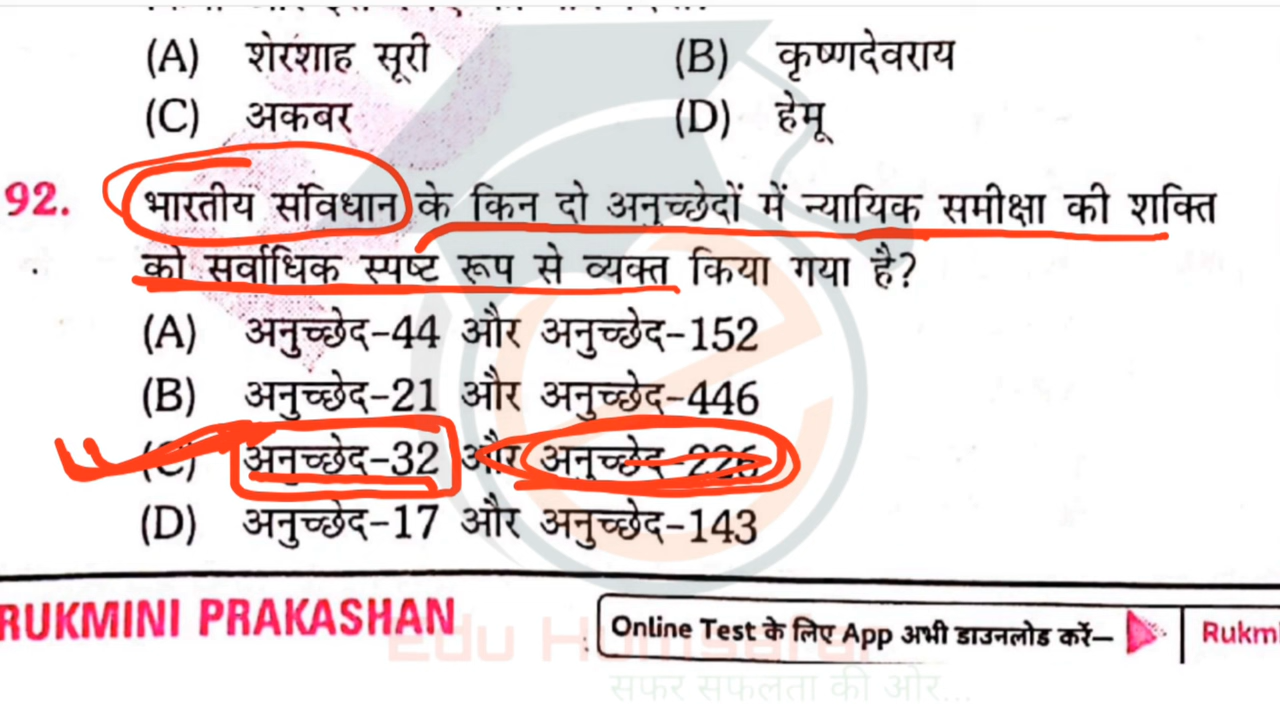 (A) शेरशाह सूरी (B) कृष्णदेवराय
(C) अकबर (D) हेमू
92. भारतीय संविधान के किन दो अनुच्छेदों में न्यायिक समीक्षा की शक्ति
को सर्वाधिक स्पष्ट रूप से व्यक्त किया गया है?
(A) अनुच्छेद-44 और अनुच्छेद-152
(B) अनुच्छेद-21 और अनुच्छेद-446
(C) अनुच्छेद-32 और अनुच्छेद-226
(D) अनुच्छेद-17 और अनुच्छेद-143
RUKMINI PRAKASHAN
Online Test के लिए App अभी डाउनलोड करें–
Edu Humsafar
सफर सफलता की ओर...